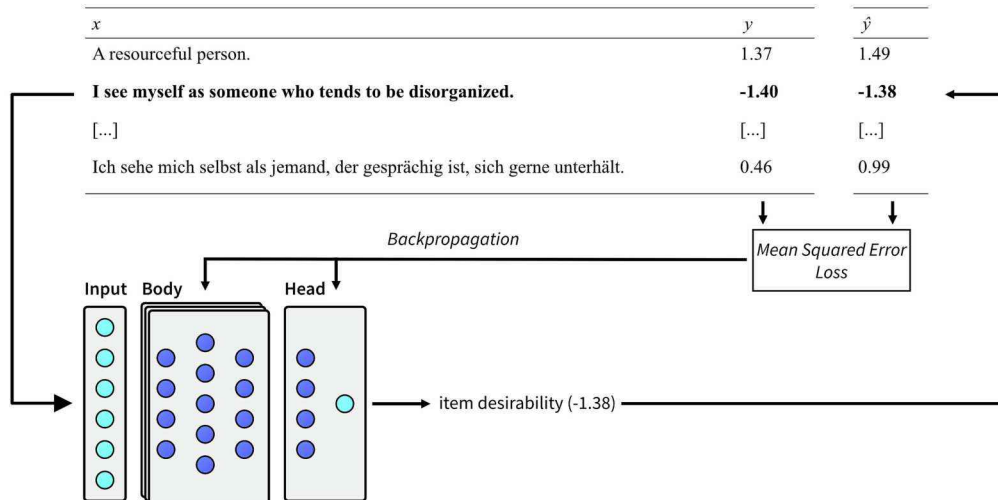 x y ŷ
A resourceful person. 1.37 1.49
I see myself as someone who tends to be disorganized. -1.40 -1.38
[...] [...] [...]
Ich sehe mich selbst als jemand, der gesprächig ist, sich gerne unterhält. 0.46 0.99
Backpropagation
Mean Squared Error
Loss
Input Body Head
item desirability (-1.38)